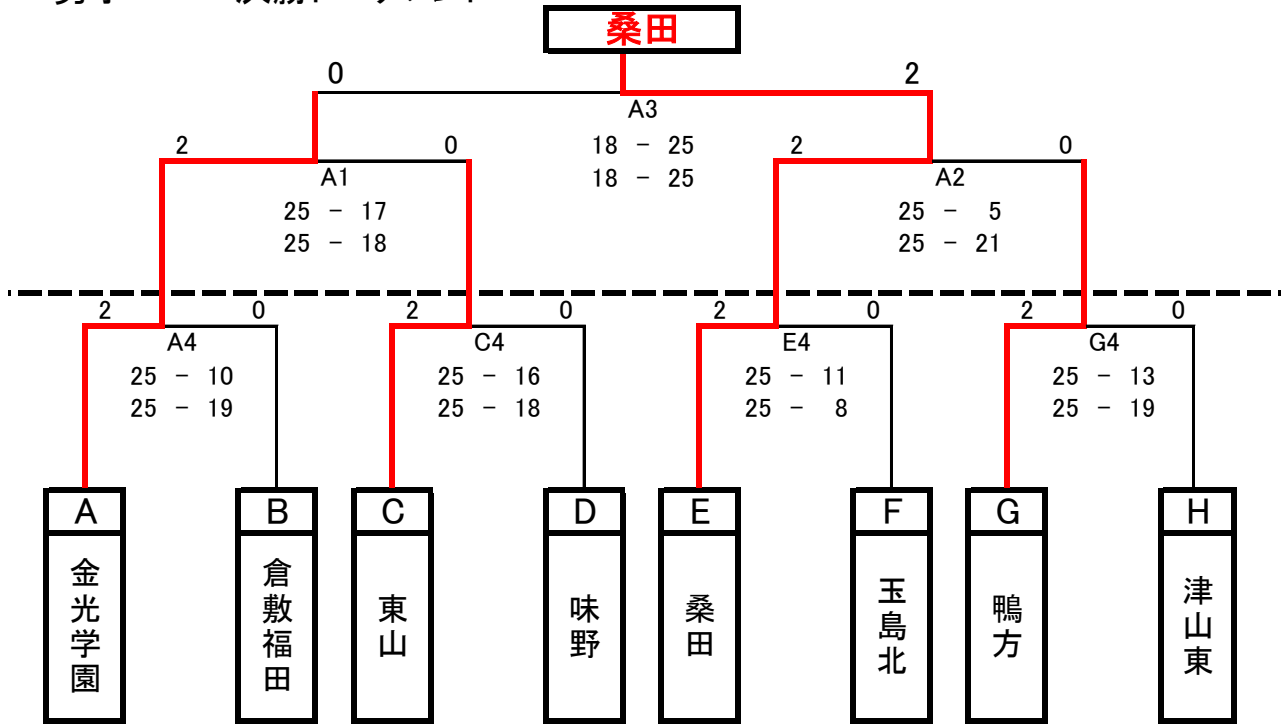 桑田
0 2
A3
18 - 25
18 - 25
2 0 2 0
A1 A2
25 - 17 25 - 5
25 - 18 25 - 21
2 0 2 0 2 0 2 0
A4 C4 E4 G4
25 - 10 25 - 16 25 - 11 25 - 13
25 - 19 25 - 18 25 - 8 25 - 19
A B C D E F G H
金光学園
倉敷福田
東山
味野
桑田
玉島北
鴨方
津山東